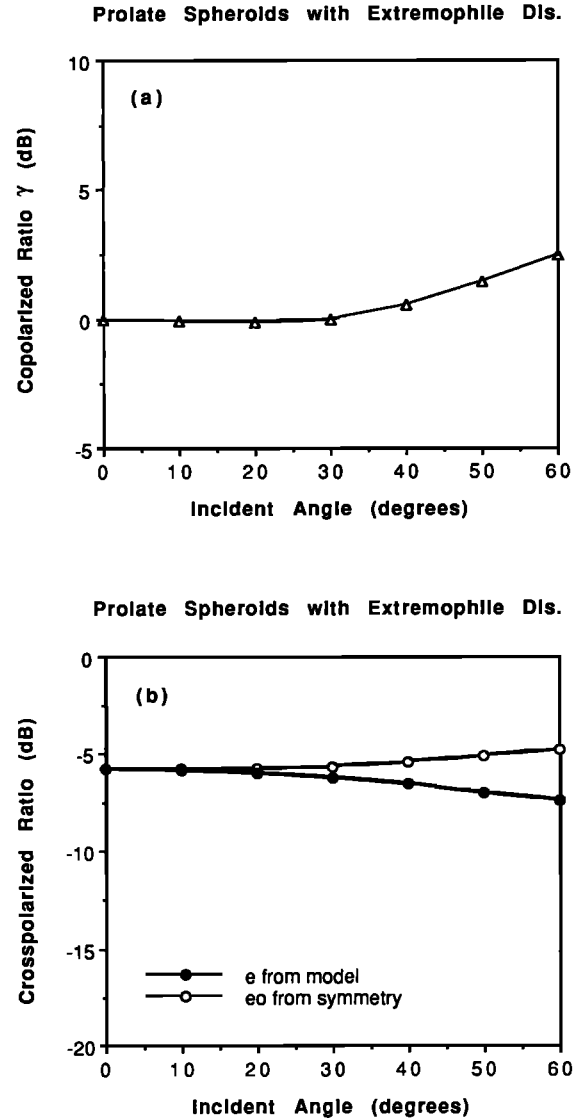 Prolate Spheroids with Extremophile Dis.
10
(a)
5
0
-5
Copolarized Ratio γ (dB)
0 10 20 30 40 50 60
Incident Angle (degrees)
Prolate Spheroids with Extremophile Dis.
0
(b)
-5
-10
-15
-20
Crosspolarized Ratio (dB)
e from model
eo from symmetry
0 10 20 30 40 50 60
Incident Angle (degrees)